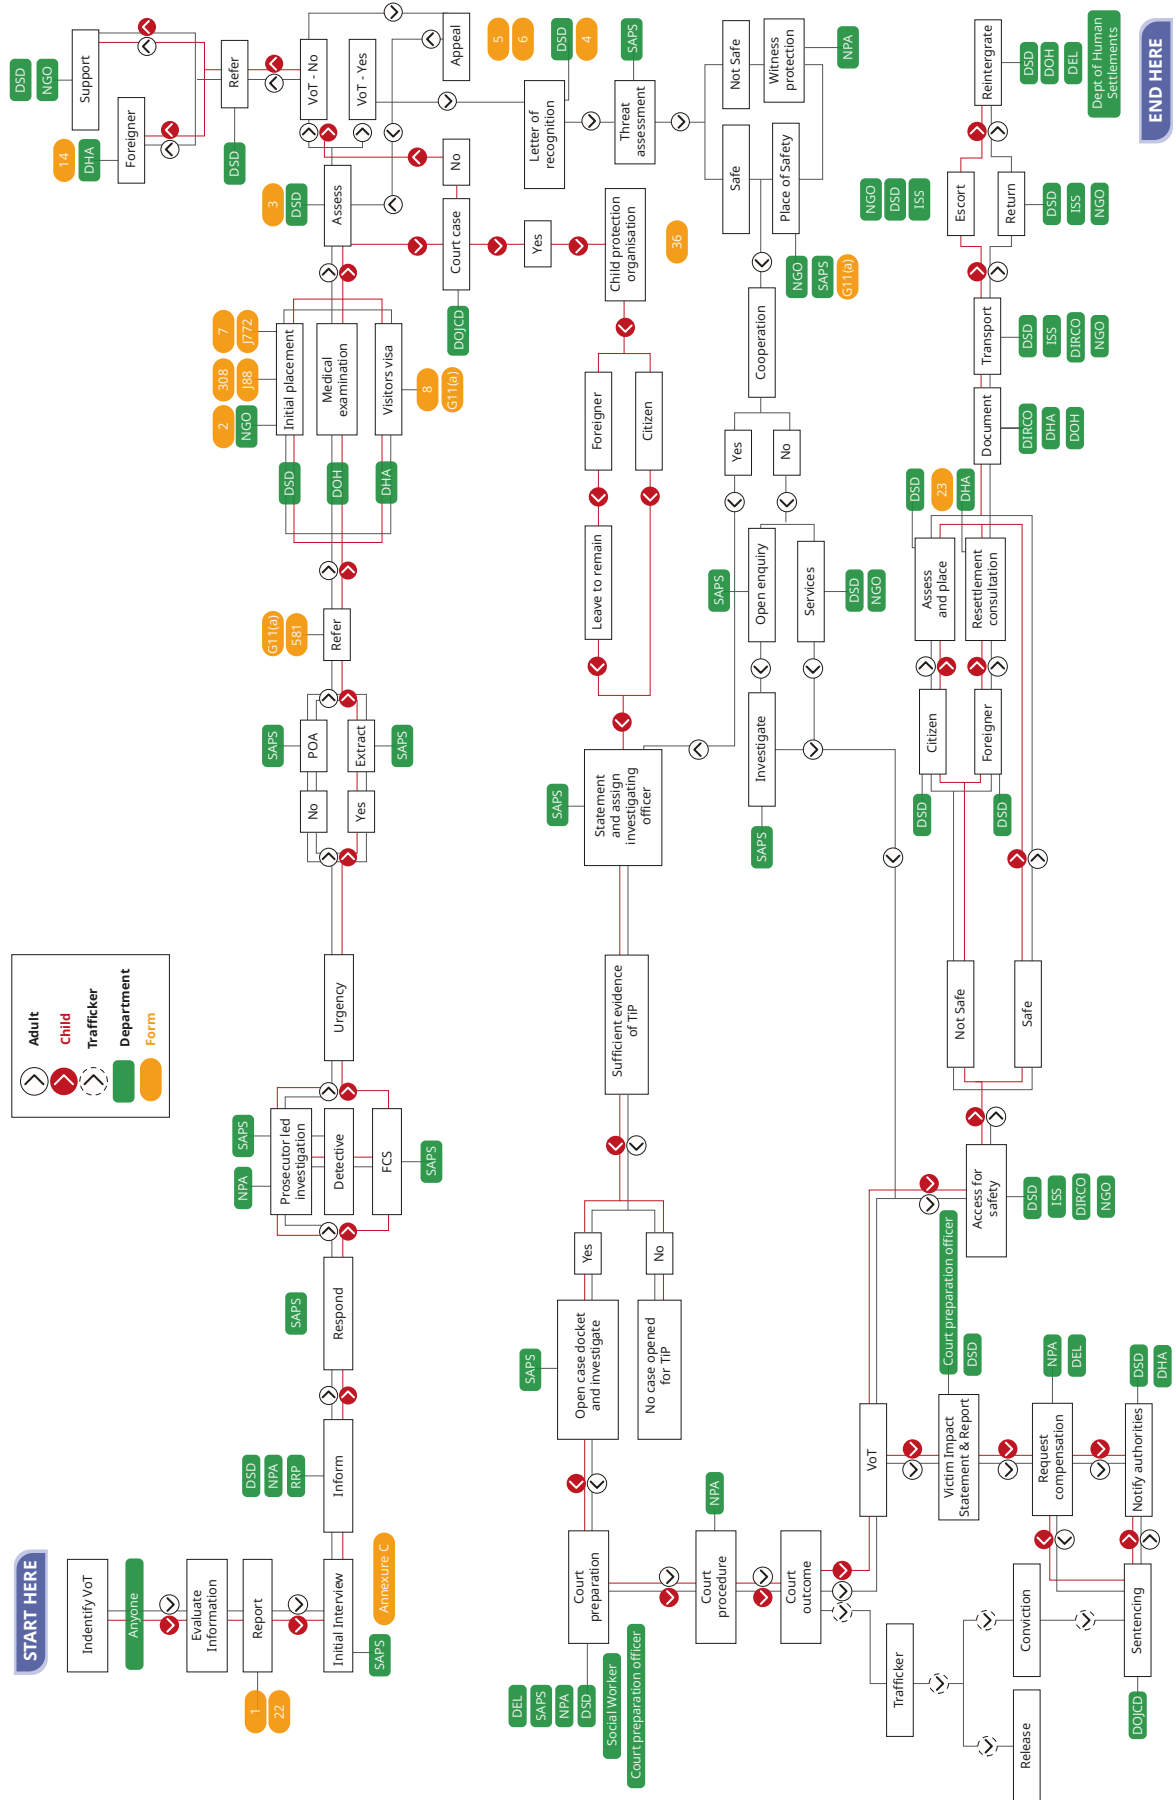 START HERE
Indentify VoT
Anyone
Evaluate
Information
Report
1
22
Initial Interview
SAPS
Annexure C
DSD
NPA
RRP
Inform
SAPS
Respond
NPA
SAPS
Prosecutor led
investigation
Detective
FCS
SAPS
Urgency
Adult
Child
Trafficker
Department
Form
No
Yes
SAPS
POA
Extract
SAPS
G11(a)
581
Refer
DSD
DOH
DHA
2
NGO
308
J88
7
J772
Initial placement
Medical
examination
Visitors visa
8
G11(a)
3
DSD
Assess
VoT - No
VoT - Yes
Appeal
Refer
DSD
Support
DSD
NGO
Foreigner
14
DHA
Court case
DOJCD
No
Yes
Child protection
organisation
36
Letter of
recognition
5
6
DSD
4
Threat
assessment
SAPS
Not Safe
Witness
protection
NPA
Safe
Place of Safety
NGO
SAPS
G11(a)
Cooperation
Yes
No
Open enquiry
SAPS
Services
DSD
NGO
Investigate
SAPS
Foreigner
Citizen
Leave to remain
SAPS
Statement
and assign
investigating
officer
Sufficient evidence
of TiP
Yes
No
SAPS
Open case docket
and investigate
No case opened
for TiP
Court
preparation
DEL
SAPS
NPA
DSD
Social Worker
Court preparation officer
Court
procedure
NPA
Court
outcome
Trafficker
Release
Conviction
Sentencing
DOJCD
VoT
Victim Impact
Statement & Report
Court preparation officer
DSD
Request
compensation
NPA
DEL
Notify authorities
DSD
DHA
Access for
safety
DSD
ISS
DIRCO
NGO
Not Safe
Safe
Citizen
DSD
Foreigner
DSD
Assess
and place
DSD
23
DHA
Resettlement
consultation
Document
DIRCO
DHA
DOH
Transport
DSD
ISS
DIRCO
NGO
Escort
NGO
DSD
ISS
Return
DSD
ISS
NGO
Reintergrate
DSD
DOH
DEL
Dept of Human
Settlements
END HERE